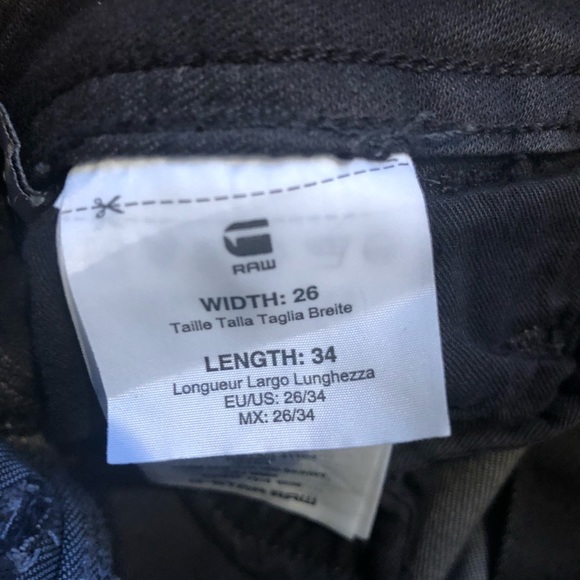 RAW
WIDTH: 26
Taille Talla Taglia Breite
LENGTH: 34
Longueur Largo Lunghezza
EU/US: 26/34
MX: 26/34